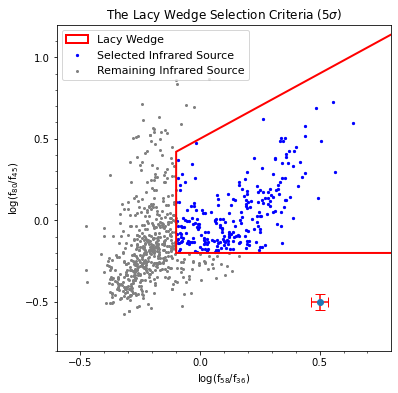 The Lacy Wedge Selection Criteria (5σ)
Lacy Wedge
Selected Infrared Source
Remaining Infrared Source
1.0
0.5
0.0
−0.5
log(f80/f45)
−0.5
0.0
0.5
log(f58/f36)